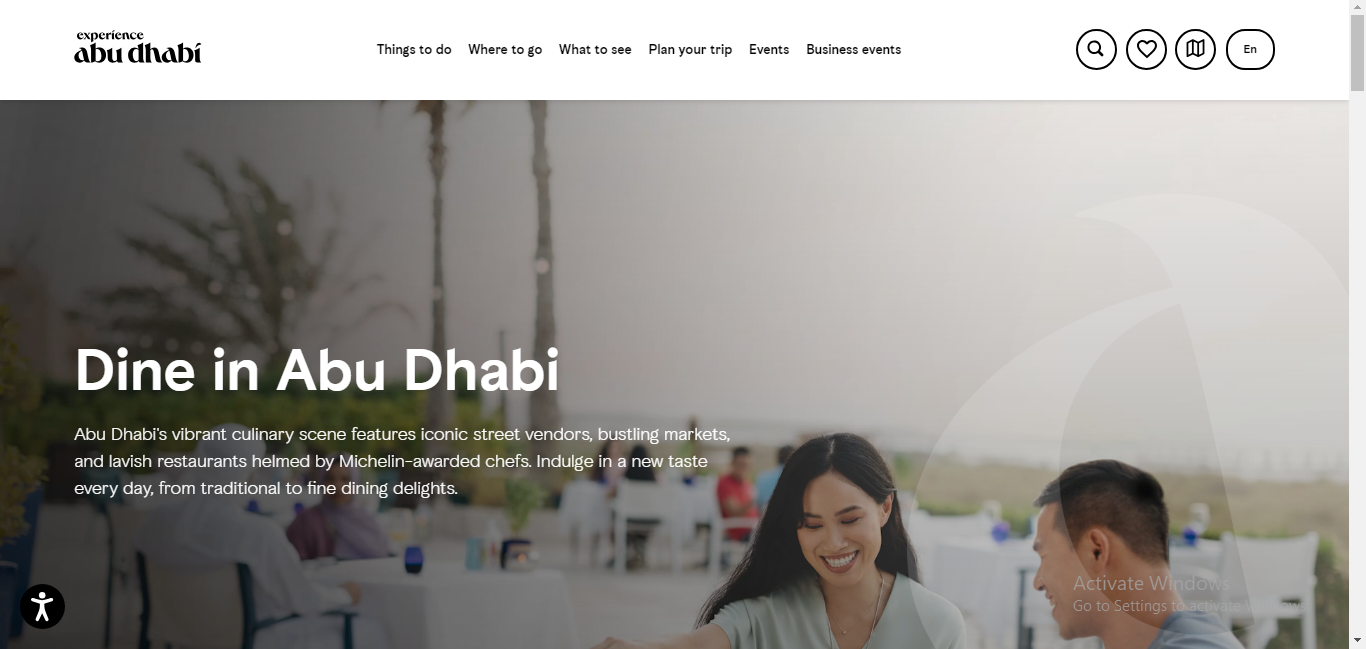 experience
abu dhabi
Things to do Where to go What to see Plan your trip Events Business events
En
Dine in Abu Dhabi
Abu Dhabi's vibrant culinary scene features iconic street vendors, bustling markets,
and lavish restaurants helmed by Michelin-awarded chefs. Indulge in a new taste
every day, from traditional to fine dining delights.
Activate Windows
Go to Settings to activate Windows.